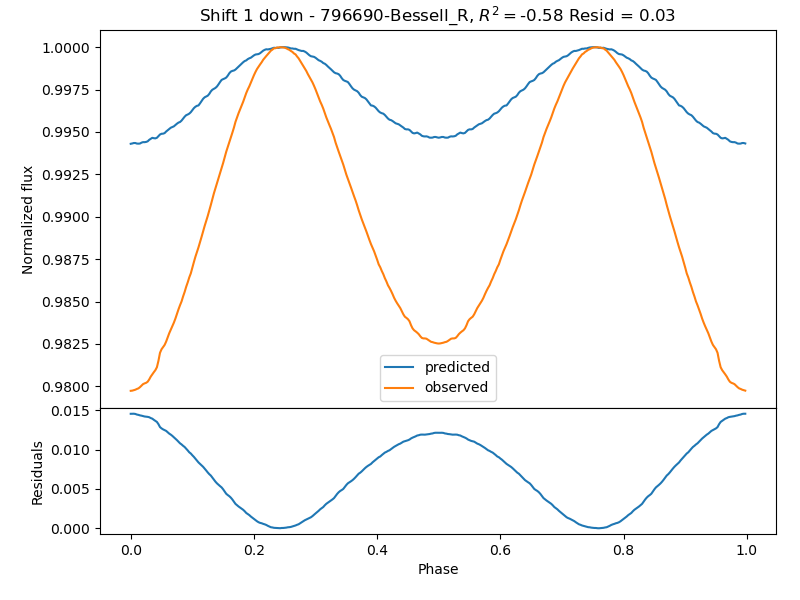 Shift 1 down - 796690-Bessell_R, R² = -0.58 Resid = 0.03
1.0000
0.9975
0.9950
0.9925
0.9900
0.9875
0.9850
0.9825
0.9800
Normalized flux
predicted
observed
0.015
0.010
0.005
0.000
Residuals
0.0 0.2 0.4 0.6 0.8 1.0
Phase